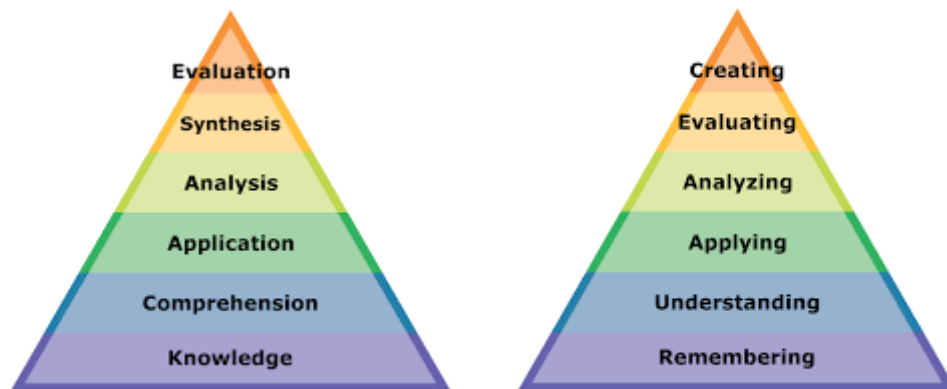 Evaluation
Synthesis
Analysis
Application
Comprehension
Knowledge
Creating
Evaluating
Analyzing
Applying
Understanding
Remembering